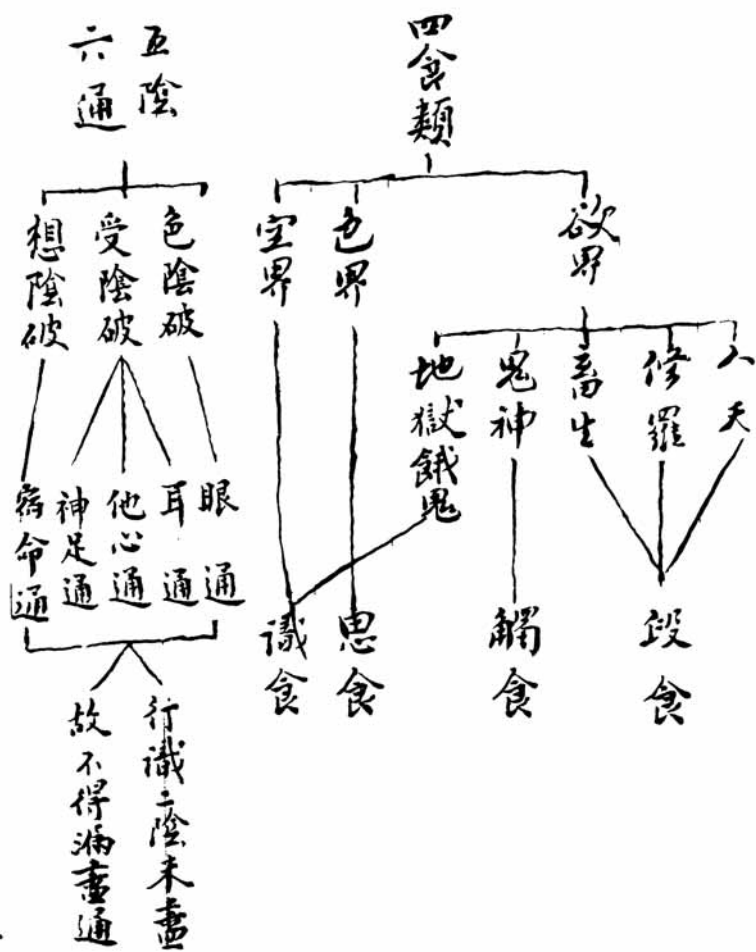 四食類
欲界
色界
空界
人天
修羅
畜生
鬼神
地獄餓鬼
段食
觸食
思食
識食
五陰
六通
色陰破
受陰破
想陰破
眼通
耳通
他心通
神足通
宿命通
行識二陰未盡
故不得漏盡通